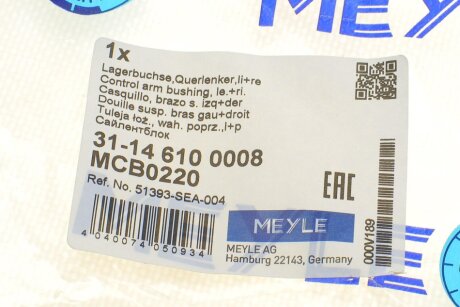 MEYLE
1x
Lagerbuchse,Querlenker,li+re
Control arm bushing, le.+ri.
Casquillo, brazo s. izq+der
Douille susp. bras gau+droit
Tuleja łoż., wah. poprz.,l+p
Сайлентблок
31-14 610 0008
MCB0220
Ref. No. 51393-SEA-004
4040074050934
EAC
MEYLE
MEYLE AG
Hamburg 22143, Germany
000V189
MEYLE